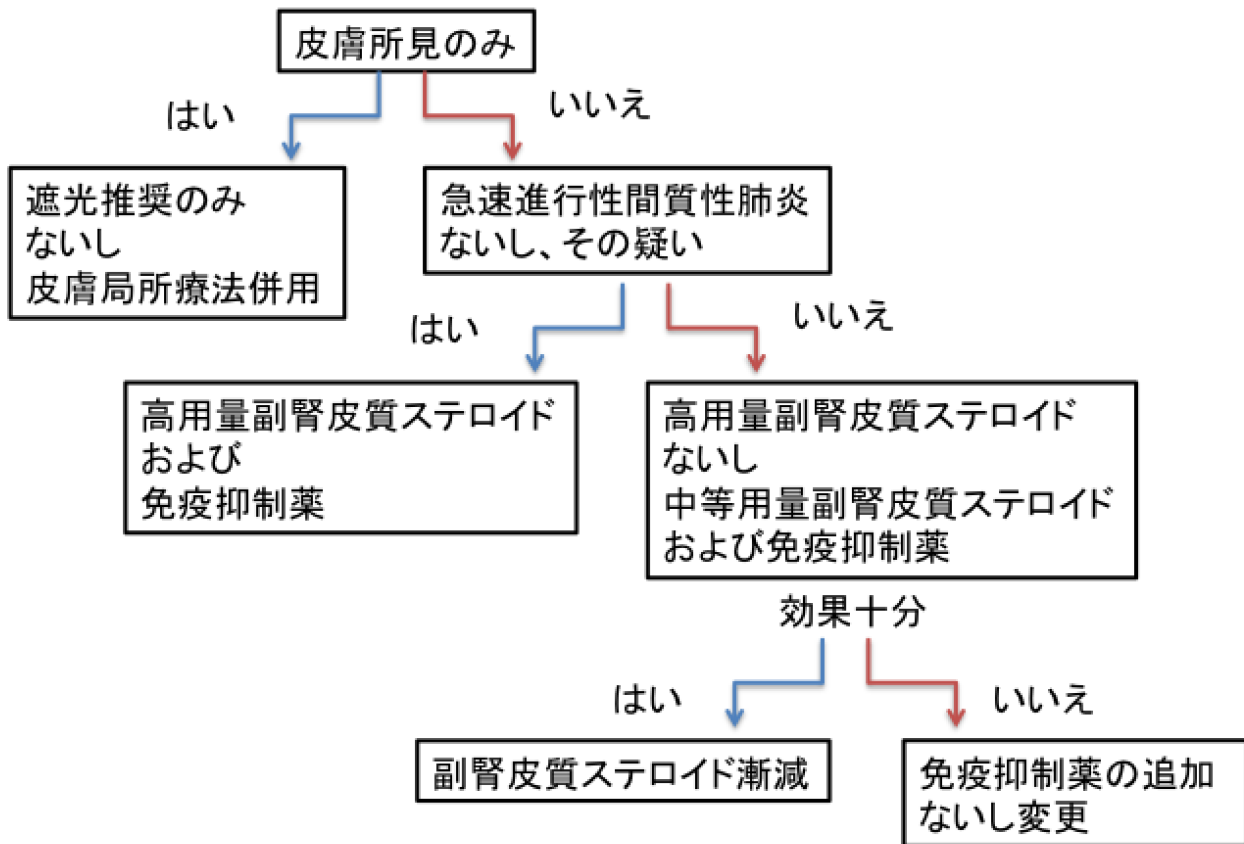 皮膚所見のみ
はい
いいえ
遮光推奨のみ
ないし
皮膚局所療法併用
急速進行性間質性肺炎
ないし、その疑い
はい
いいえ
高用量副腎皮質ステロイド
および
免疫抑制薬
高用量副腎皮質ステロイド
ないし
中等用量副腎皮質ステロイド
および免疫抑制薬
効果十分
はい
いいえ
副腎皮質ステロイド漸減
免疫抑制薬の追加
ないし変更